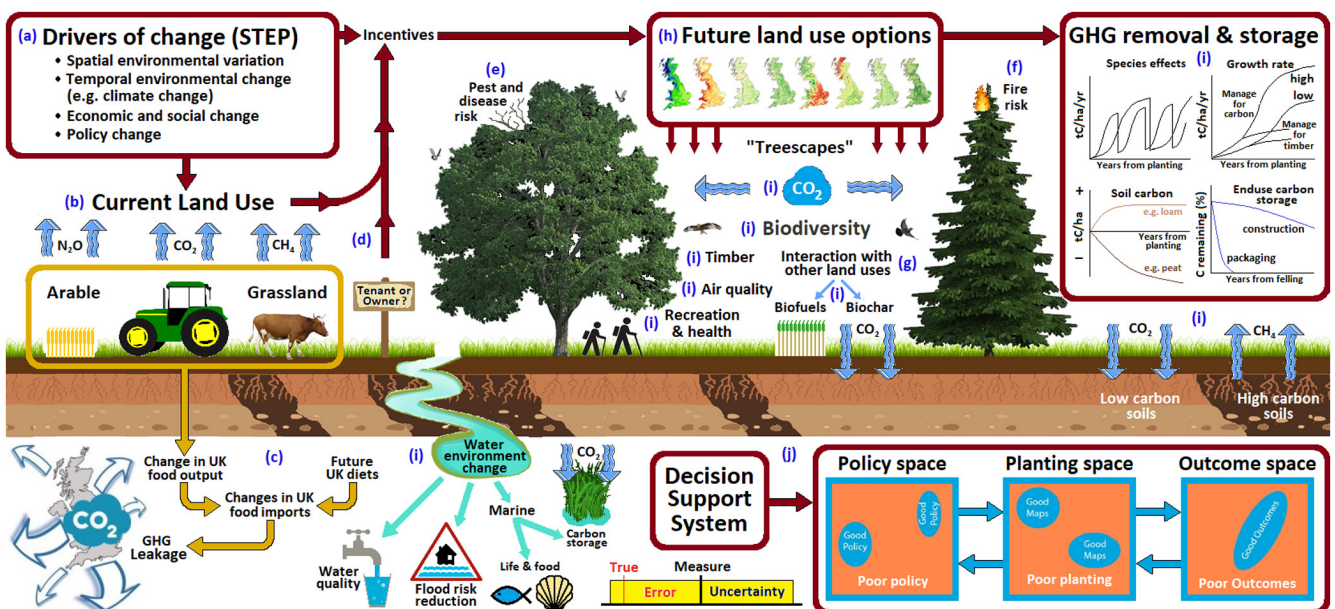 (a) Drivers of change (STEP)
• Spatial environmental variation
• Temporal environmental change
(e.g. climate change)
• Economic and social change
• Policy change
Incentives
(b) Current Land Use
N₂O
CO₂
CH₄
(d)
Arable
Grassland
Tenant or
Owner?
(e)
Pest and
disease
risk
(h) Future land use options
"Treescapes"
(i) CO₂
(i) Biodiversity
(i) Timber
(i) Air quality
(i) Recreation
& health
Interaction with
other land uses (g)
(i)
Biofuels
Biochar
CO₂
(f)
Fire
risk
GHG removal & storage
(i)
Species effects
tC/ha/yr
Years from planting
Growth rate
high
low
Manage
for
carbon
Manage
for
timber
tC/ha/yr
Years from planting
Soil carbon
+
tC/ha
–
e.g. loam
Years from
planting
e.g. peat
Enduse carbon
storage
C remaining (%)
construction
packaging
Years from felling
CO₂
(i)
CH₄
Low carbon
soils
High carbon
soils
CO₂
(c)
Change in UK
food output
Future
UK diets
Changes in UK
food imports
GHG
Leakage
(i)
Water
environment
change
Water
quality
Flood risk
reduction
Marine
Life & food
CO₂
Carbon
storage
True
Measure
Error
Uncertainty
Decision
Support
System
(j)
Policy space
Good
Policy
Good
Policy
Poor policy
Planting space
Good
Maps
Good
Maps
Poor planting
Outcome space
Good Outcomes
Poor Outcomes